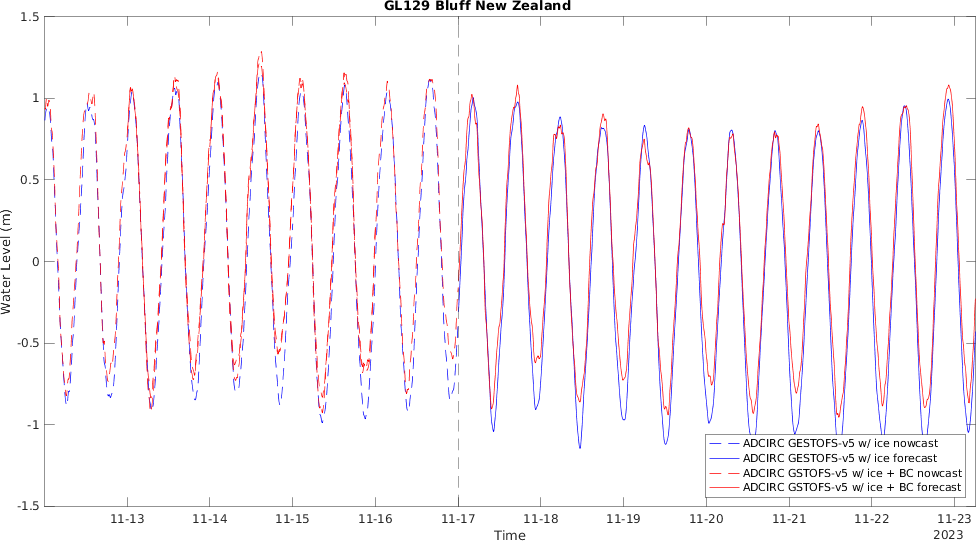 GL129 Bluff New Zealand
1.5
1
0.5
0
-0.5
-1
-1.5
Water Level (m)
11-13 11-14 11-15 11-16 11-17 11-18 11-19 11-20 11-21 11-22 11-23
Time
2023
ADCIRC GESTOFS-v5 w/ ice nowcast
ADCIRC GESTOFS-v5 w/ ice forecast
ADCIRC GSTOFS-v5 w/ ice + BC nowcast
ADCIRC GSTOFS-v5 w/ ice + BC forecast